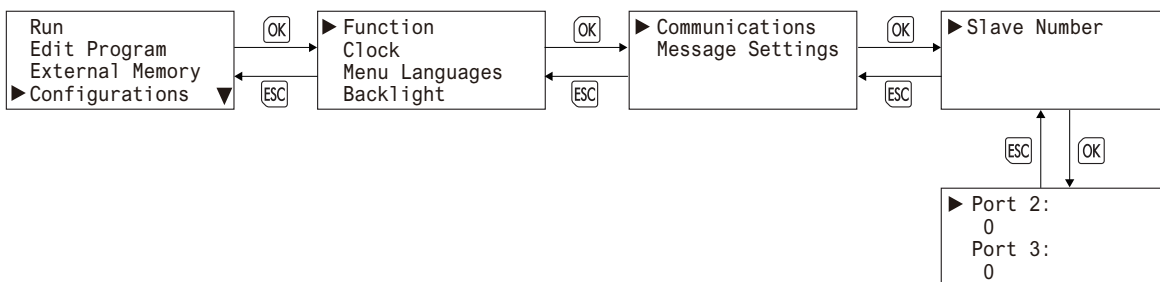 Run
Edit Program
External Memory
Configurations
OK
ESC
Function
Clock
Menu Languages
Backlight
OK
ESC
Communications
Message Settings
OK
ESC
Slave Number
ESC
OK
Port 2:
0
Port 3:
0